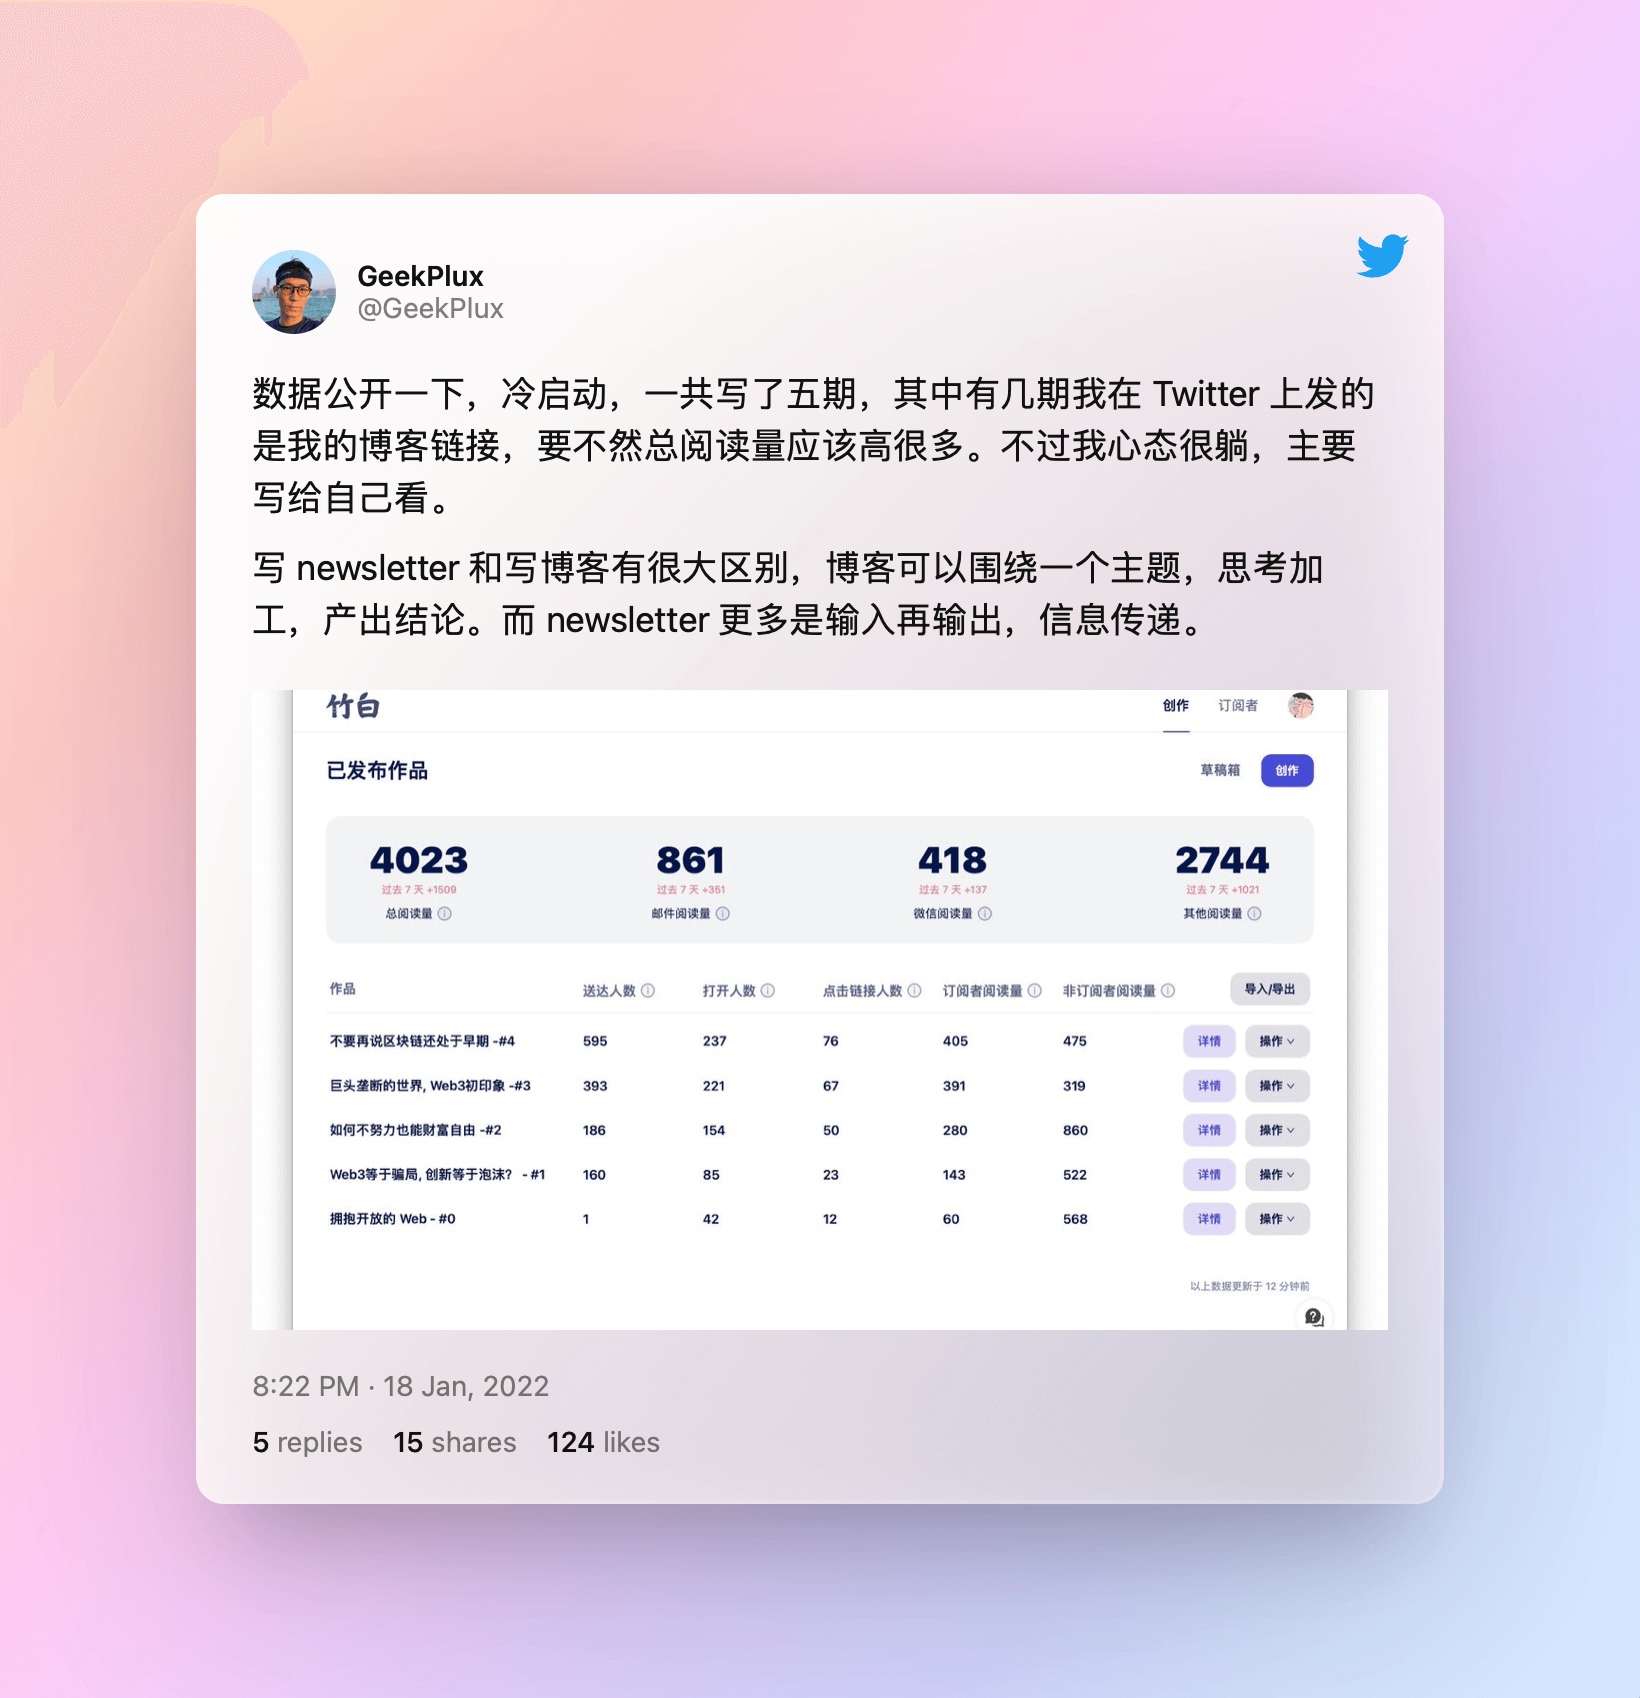 GeekPlux
@GeekPlux
数据公开一下，冷启动，一共写了五期，其中有几期我在 Twitter 上发的
是我的博客链接，要不然总阅读量应该高很多。不过我心态很躺，主要
写给自己看。
写 newsletter 和写博客有很大区别，博客可以围绕一个主题，思考加
工，产出结论。而 newsletter 更多是输入再输出，信息传递。
竹白 创作 订阅者
已发布作品 草稿箱 创作
4023 861 418 2744
过去 7 天 +1509 过去 7 天 +351 过去 7 天 +137 过去 7 天 +1021
总阅读量 邮件阅读量 微信阅读量 其他阅读量
作品 送达人数 打开人数 点击链接人数 订阅者阅读量 非订阅者阅读量 导入/导出
不要再说区块链还处于早期 -#4 595 237 76 405 475 详情 操作
巨头垄断的世界, Web3初印象 -#3 393 221 67 391 319 详情 操作
如何不努力也能财富自由 -#2 186 154 50 280 860 详情 操作
Web3等于骗局, 创新等于泡沫？ - #1 160 85 23 143 522 详情 操作
拥抱开放的 Web - #0 1 42 12 60 568 详情 操作
以上数据更新于 12 分钟前
8:22 PM · 18 Jan, 2022
5 replies 15 shares 124 likes